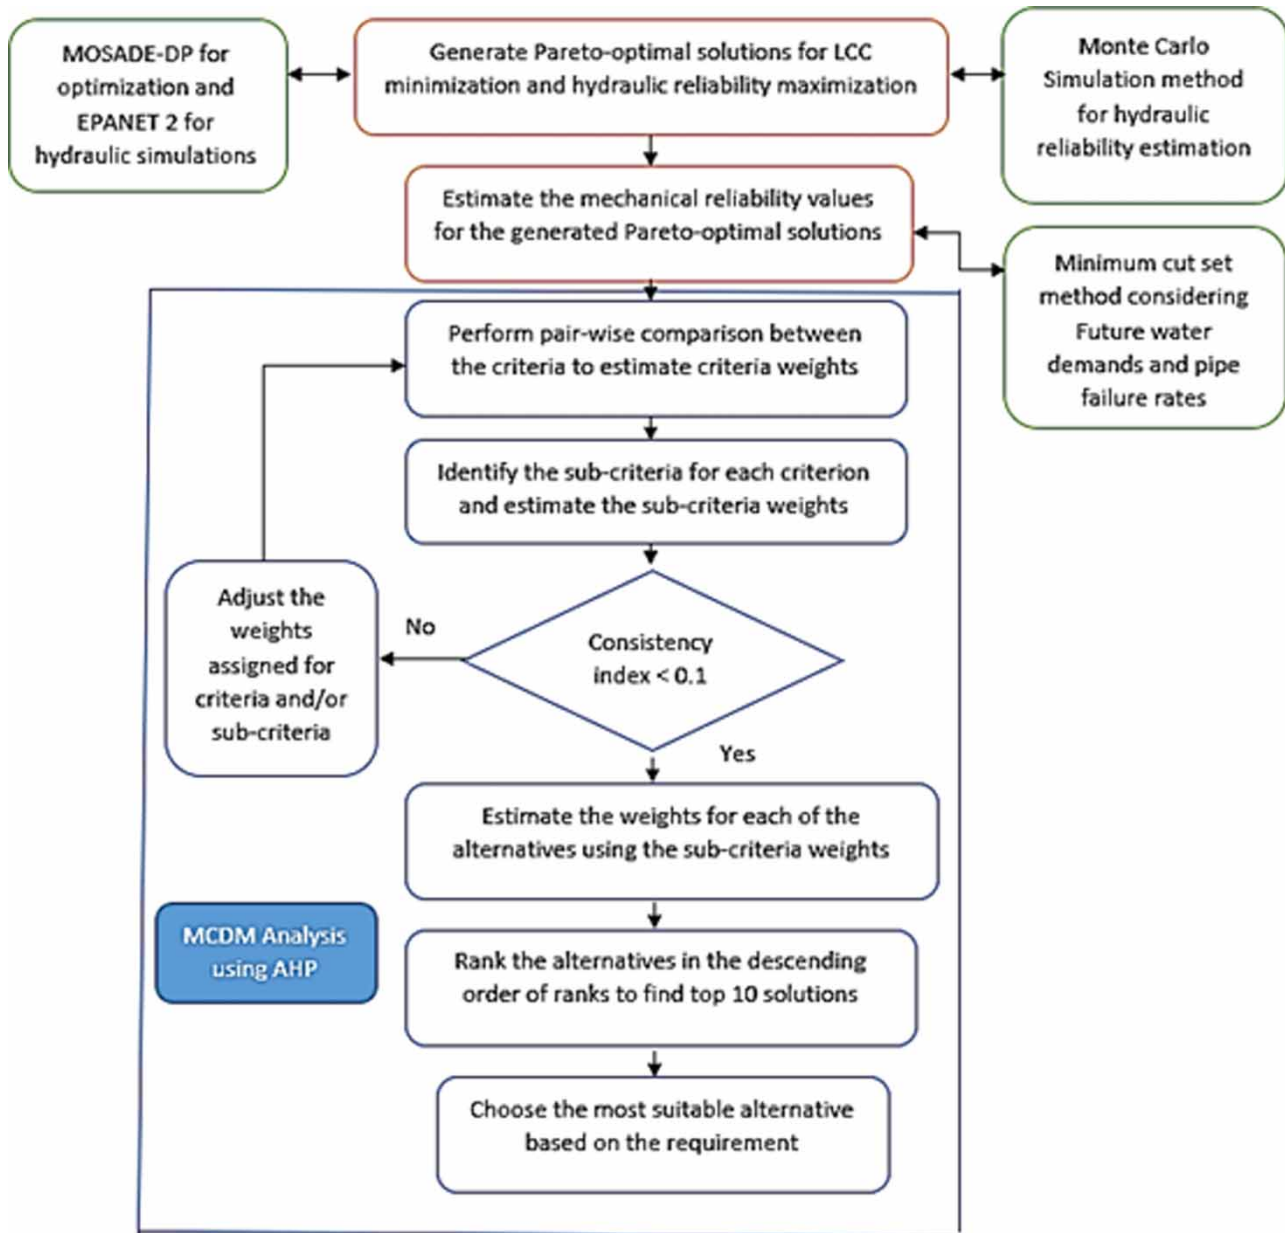 MOSADE-DP for
optimization and
EPANET 2 for
hydraulic simulations
Generate Pareto-optimal solutions for LCC
minimization and hydraulic reliability maximization
Monte Carlo
Simulation method
for hydraulic
reliability estimation
Estimate the mechanical reliability values
for the generated Pareto-optimal solutions
Minimum cut set
method considering
Future water
demands and pipe
failure rates
Perform pair-wise comparison between
the criteria to estimate criteria weights
Identify the sub-criteria for each criterion
and estimate the sub-criteria weights
Adjust the
weights
assigned for
criteria and/or
sub-criteria
No
Consistency
index < 0.1
Yes
Estimate the weights for each of the
alternatives using the sub-criteria weights
MCDM Analysis
using AHP
Rank the alternatives in the descending
order of ranks to find top 10 solutions
Choose the most suitable alternative
based on the requirement